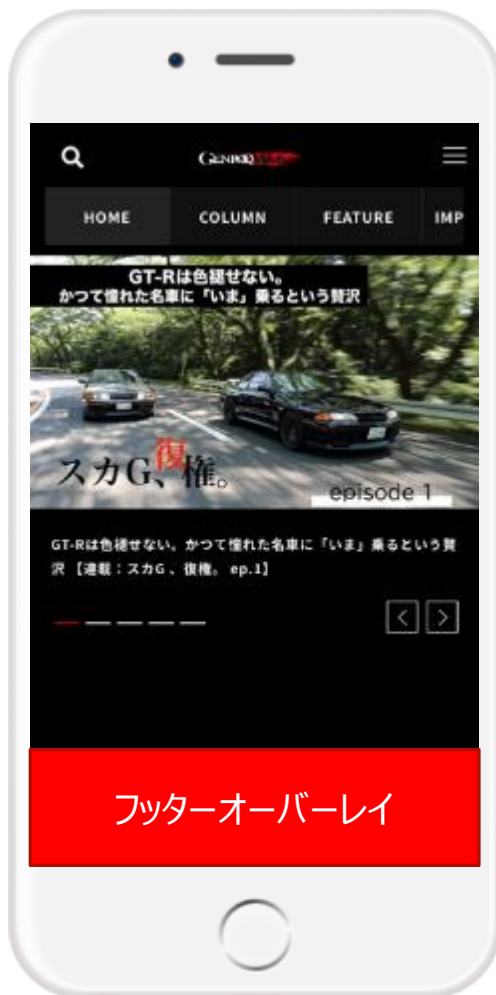 GENROQ Web
HOME COLUMN FEATURE IMP
GT-Rは色褪せない。
かつて憧れた名車に「いま」乗るという贅沢
スカG、復権。
episode 1
GT-Rは色褪せない。かつて憧れた名車に「いま」乗るという贅
沢 【連載：スカG 、復権。 ep.1】
フッターオーバーレイ